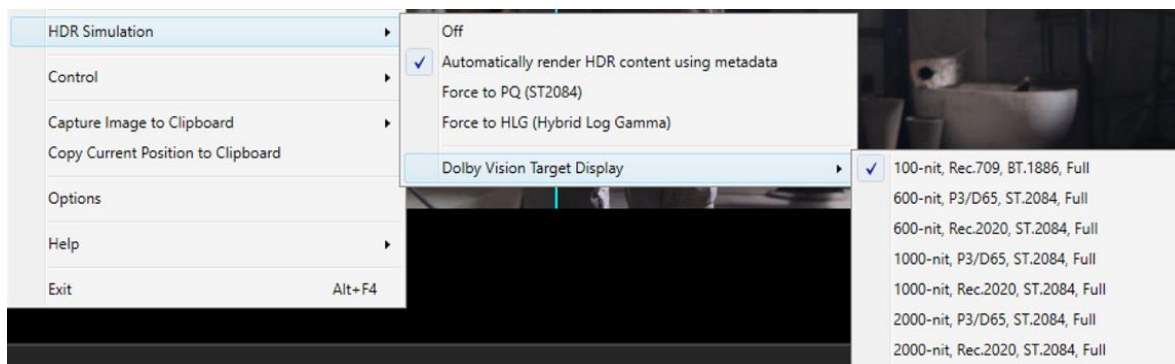 HDR Simulation
Control
Capture Image to Clipboard
Copy Current Position to Clipboard
Options
Help
Exit Alt+F4
Off
Automatically render HDR content using metadata
Force to PQ (ST2084)
Force to HLG (Hybrid Log Gamma)
Dolby Vision Target Display
100-nit, Rec.709, BT.1886, Full
600-nit, P3/D65, ST.2084, Full
600-nit, Rec.2020, ST.2084, Full
1000-nit, P3/D65, ST.2084, Full
1000-nit, Rec.2020, ST.2084, Full
2000-nit, P3/D65, ST.2084, Full
2000-nit, Rec.2020, ST.2084, Full